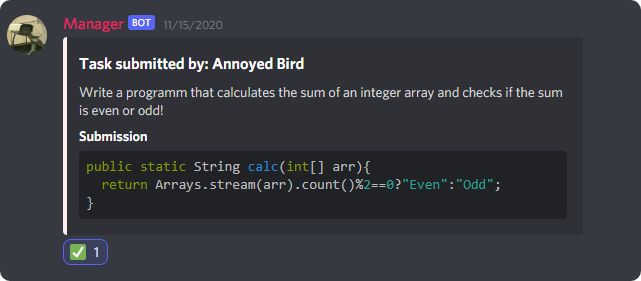 Manager BOT 11/15/2020
Task submitted by: Annoyed Bird
Write a programm that calculates the sum of an integer array and checks if the sum
is even or odd!
Submission
public static String calc(int[] arr){
  return Arrays.stream(arr).count()%2==0?"Even":"Odd";
}
1